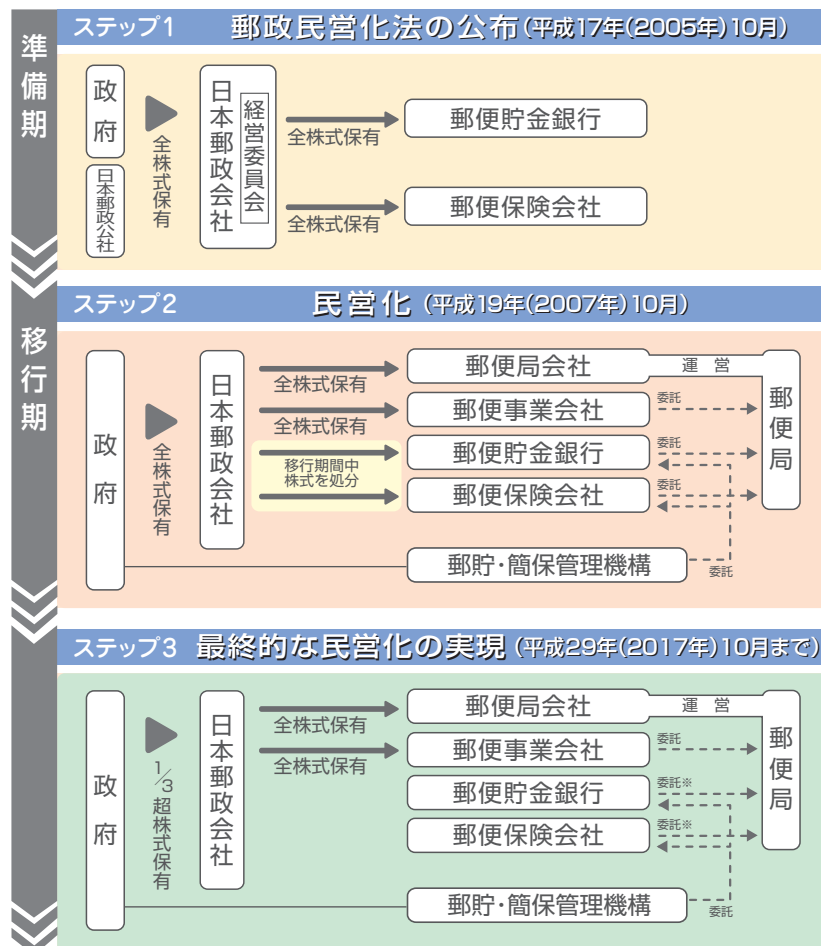 準備期
ステップ1 郵政民営化法の公布(平成17年(2005年)10月)
政府
日本郵政公社
全株式保有
日本郵政会社
経営委員会
全株式保有
郵便貯金銀行
全株式保有
郵便保険会社
移行期
ステップ2 民営化(平成19年(2007年)10月)
政府
全株式保有
日本郵政会社
全株式保有
郵便局会社
運営
郵便局
全株式保有
郵便事業会社
委託
移行期間中
株式を処分
郵便貯金銀行
委託
郵便保険会社
委託
郵貯・簡保管理機構
委託
ステップ3 最終的な民営化の実現(平成29年(2017年)10月まで)
政府
1/3超株式保有
日本郵政会社
全株式保有
郵便局会社
運営
郵便局
全株式保有
郵便事業会社
委託
郵便貯金銀行
委託※
郵便保険会社
委託※
郵貯・簡保管理機構
委託